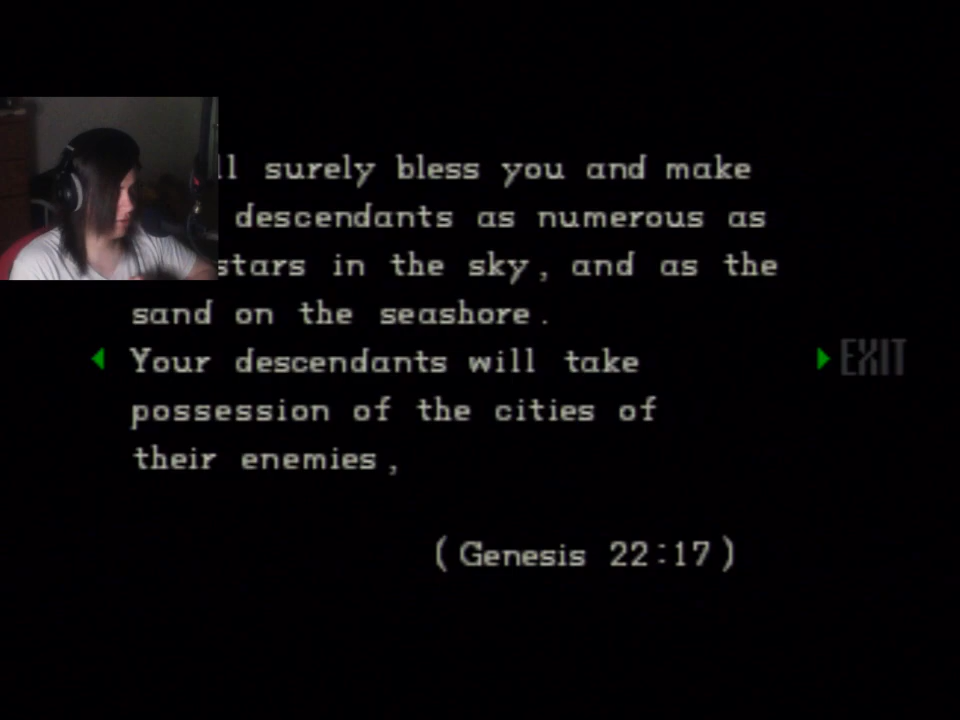 ll surely bless you and make
descendants as numerous as
stars in the sky, and as the
sand on the seashore.
Your descendants will take
EXIT
possession of the cities of
their enemies,
(Genesis 22:17)